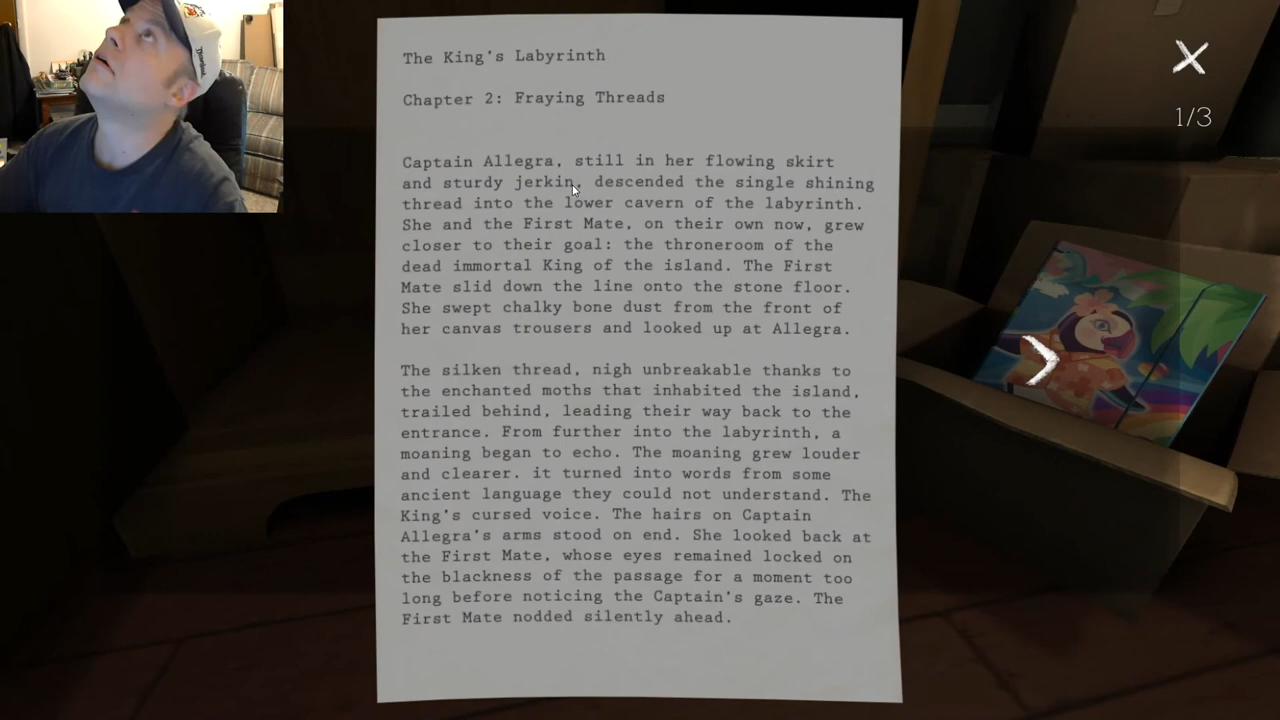 The King's Labyrinth
Chapter 2: Fraying Threads
Captain Allegra, still in her flowing skirt
and sturdy jerkin, descended the single shining
thread into the lower cavern of the labyrinth.
She and the First Mate, on their own now, grew
closer to their goal: the throneroom of the
dead immortal King of the island. The First
Mate slid down the line onto the stone floor.
She swept chalky bone dust from the front of
her canvas trousers and looked up at Allegra.
The silken thread, nigh unbreakable thanks to
the enchanted moths that inhabited the island,
trailed behind, leading their way back to the
entrance. From further into the labyrinth, a
moaning began to echo. The moaning grew louder
and clearer. it turned into words from some
ancient language they could not understand. The
King's cursed voice. The hairs on Captain
Allegra's arms stood on end. She looked back at
the First Mate, whose eyes remained locked on
the blackness of the passage for a moment too
long before noticing the Captain's gaze. The
First Mate nodded silently ahead.
1/3